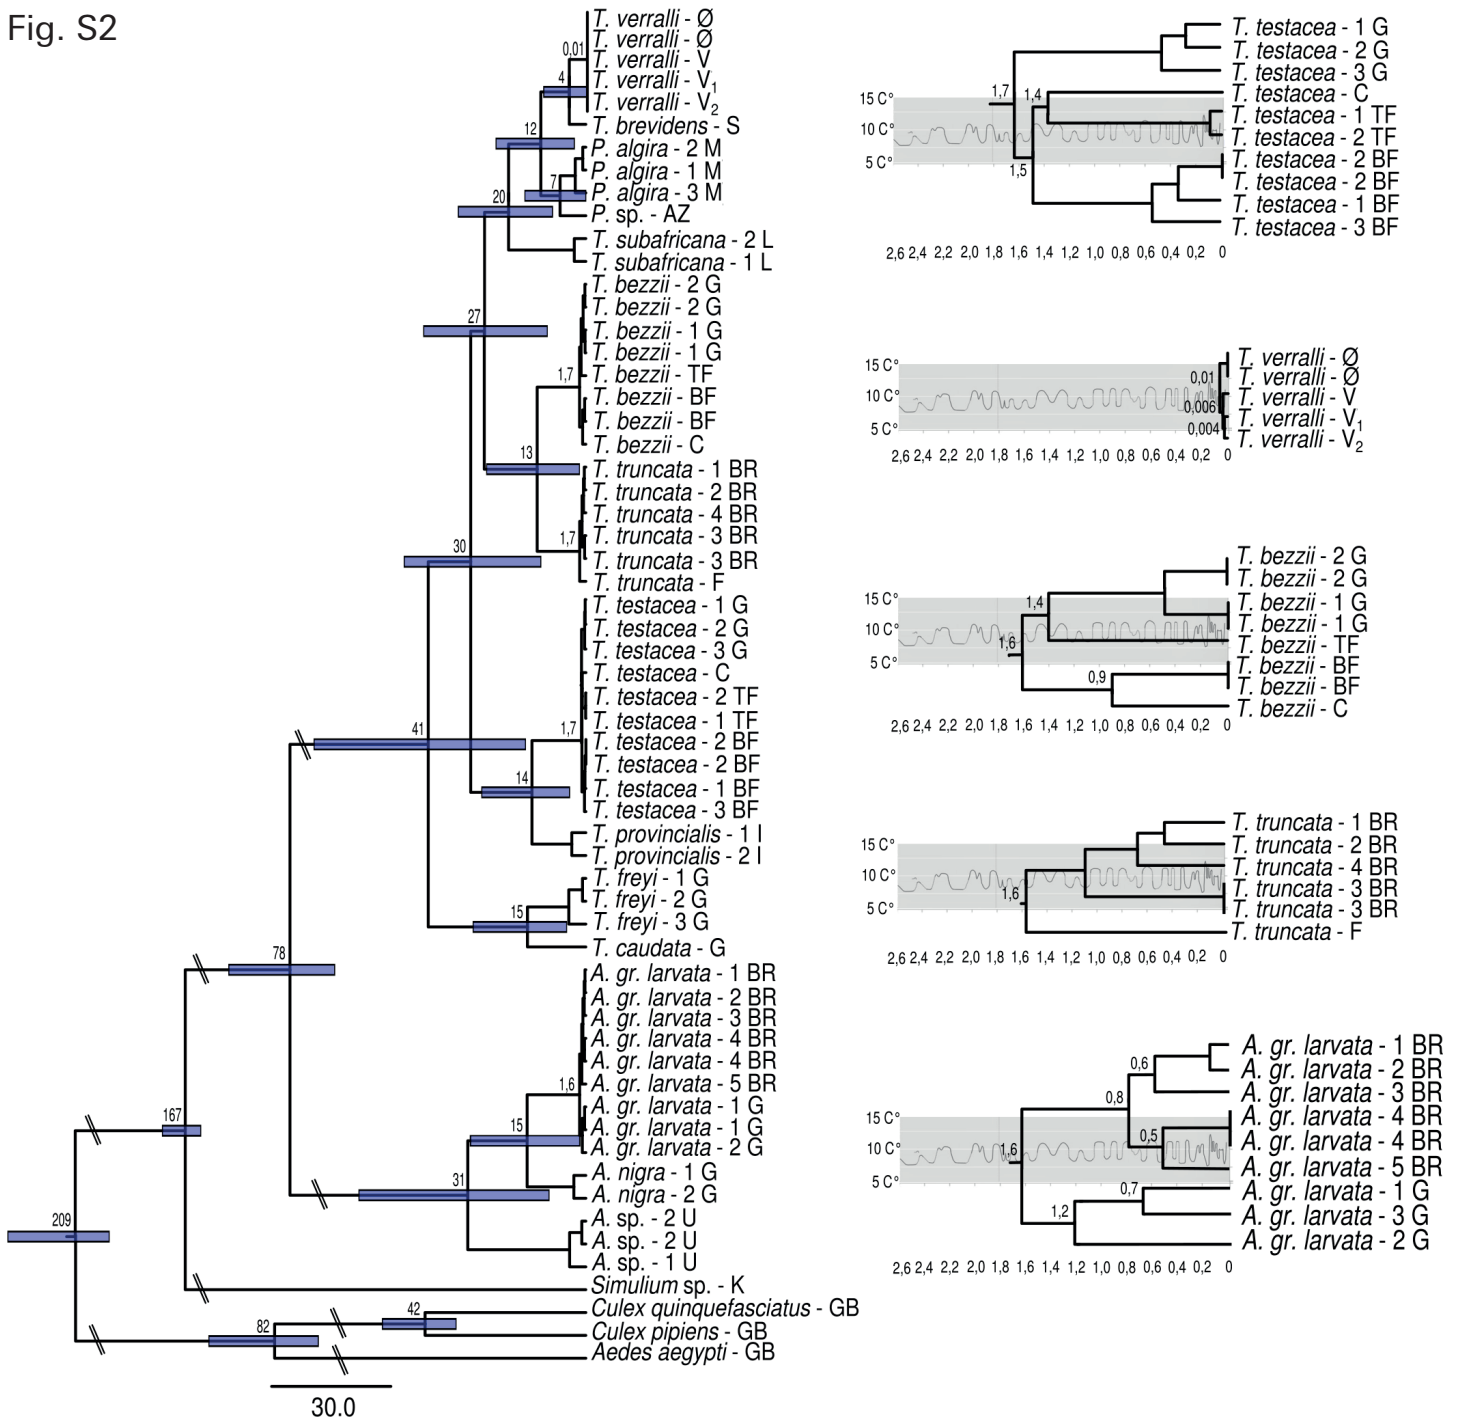 Fig. S2
T. verralli - Ø
T. verralli - Ø
T. verralli - V
T. verralli - V1
T. verralli - V2
T. brevidens - S
P. algira - 2 M
P. algira - 1 M
P. algira - 3 M
P. sp. - AZ
T. subafricana - 2 L
T. subafricana - 1 L
T. bezzii - 2 G
T. bezzii - 2 G
T. bezzii - 1 G
T. bezzii - 1 G
T. bezzii - TF
T. bezzii - BF
T. bezzii - BF
T. bezzii - C
T. truncata - 1 BR
T. truncata - 2 BR
T. truncata - 4 BR
T. truncata - 3 BR
T. truncata - 3 BR
T. truncata - F
T. testacea - 1 G
T. testacea - 2 G
T. testacea - 3 G
T. testacea - C
T. testacea - 2 TF
T. testacea - 1 TF
T. testacea - 2 BF
T. testacea - 2 BF
T. testacea - 1 BF
T. testacea - 3 BF
T. provincialis - 1 I
T. provincialis - 2 I
T. freyi - 1 G
T. freyi - 2 G
T. freyi - 3 G
T. caudata - G
A. gr. larvata - 1 BR
A. gr. larvata - 2 BR
A. gr. larvata - 3 BR
A. gr. larvata - 4 BR
A. gr. larvata - 4 BR
A. gr. larvata - 5 BR
A. gr. larvata - 1 G
A. gr. larvata - 1 G
A. gr. larvata - 2 G
A. nigra - 1 G
A. nigra - 2 G
A. sp. - 2 U
A. sp. - 2 U
A. sp. - 1 U
Simulium sp. - K
Culex quinquefasciatus - GB
Culex pipiens - GB
Aedes aegypti - GB
0,01
4
12
7
20
27
1,7
13
1,7
30
1,7
41
14
15
78
1,6
15
167
31
209
42
82
30.0
T. testacea - 1 G
T. testacea - 2 G
T. testacea - 3 G
T. testacea - C
T. testacea - 1 TF
T. testacea - 2 TF
T. testacea - 2 BF
T. testacea - 2 BF
T. testacea - 1 BF
T. testacea - 3 BF
1,7
1,4
1,5
15 C°
10 C°
5 C°
2,6 2,4 2,2 2,0 1,8 1,6 1,4 1,2 1,0 0,8 0,6 0,4 0,2 0
T. verralli - Ø
T. verralli - Ø
T. verralli - V
T. verralli - V1
T. verralli - V2
0,01
0,006
0,004
15 C°
10 C°
5 C°
2,6 2,4 2,2 2,0 1,8 1,6 1,4 1,2 1,0 0,8 0,6 0,4 0,2 0
T. bezzii - 2 G
T. bezzii - 2 G
T. bezzii - 1 G
T. bezzii - 1 G
T. bezzii - TF
T. bezzii - BF
T. bezzii - BF
T. bezzii - C
1,4
1,6
0,9
15 C°
10 C°
5 C°
2,6 2,4 2,2 2,0 1,8 1,6 1,4 1,2 1,0 0,8 0,6 0,4 0,2 0
T. truncata - 1 BR
T. truncata - 2 BR
T. truncata - 4 BR
T. truncata - 3 BR
T. truncata - 3 BR
T. truncata - F
1,6
15 C°
10 C°
5 C°
2,6 2,4 2,2 2,0 1,8 1,6 1,4 1,2 1,0 0,8 0,6 0,4 0,2 0
A. gr. larvata - 1 BR
A. gr. larvata - 2 BR
A. gr. larvata - 3 BR
A. gr. larvata - 4 BR
A. gr. larvata - 4 BR
A. gr. larvata - 5 BR
A. gr. larvata - 1 G
A. gr. larvata - 3 G
A. gr. larvata - 2 G
0,6
0,8
0,5
1,6
0,7
1,2
15 C°
10 C°
5 C°
2,6 2,4 2,2 2,0 1,8 1,6 1,4 1,2 1,0 0,8 0,6 0,4 0,2 0